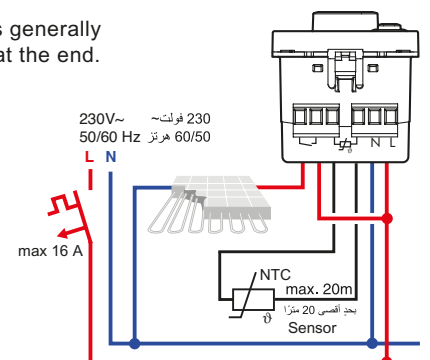 s generally
at the end.
230V~ 230 فولت~
50/60 Hz 60/50 هرتز
L N
N L
max 16 A
NTC
max. 20m
بحدٍ أقصى 20 مترًا
ϑ
Sensor